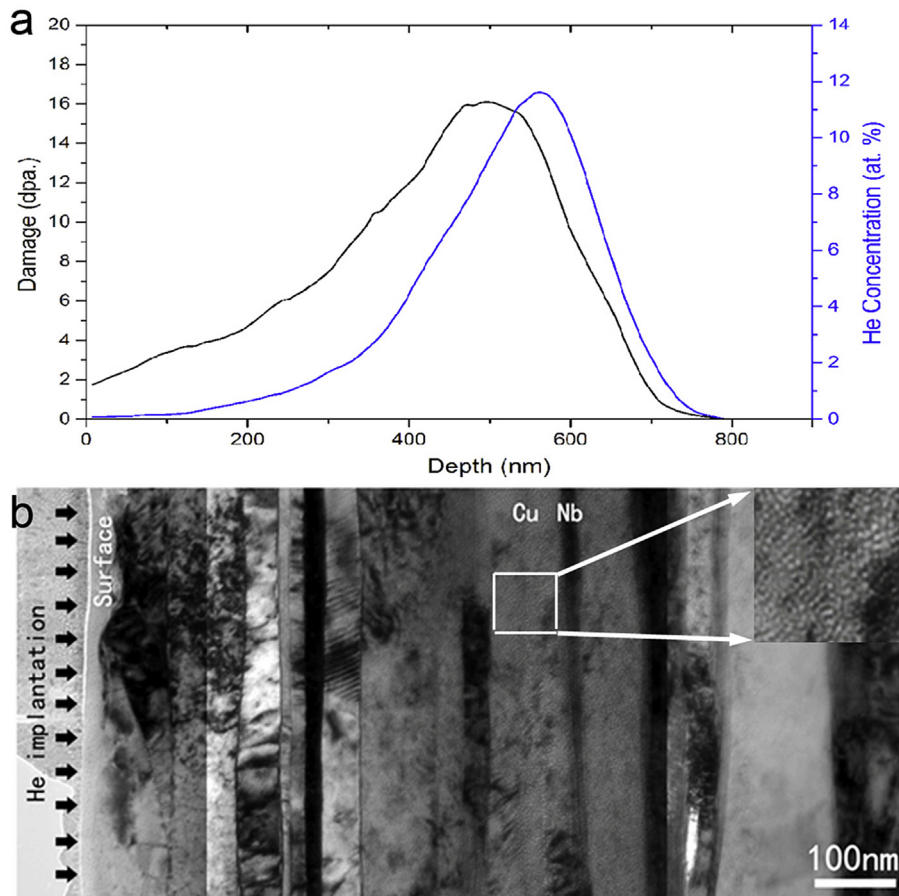 a
20
18
16
14
12
10
8
6
4
2
0
Damage (dpa.)
14
12
10
8
6
4
2
0
He Concentration (at. %)
0
200
400
600
800
Depth (nm)
b
He implantation
Surface
Cu Nb
100nm